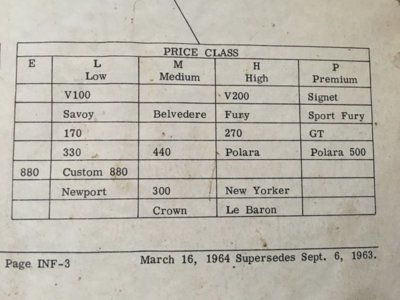 PRICE CLASS
E L M H P
Low Medium High Premium
V100 V200 Signet
Savoy Belvedere Fury Sport Fury
170 270 GT
330 440 Polara Polara 500
880 Custom 880
Newport 300 New Yorker
Crown Le Baron
Page INF-3 March 16, 1964 Supersedes Sept. 6, 1963.